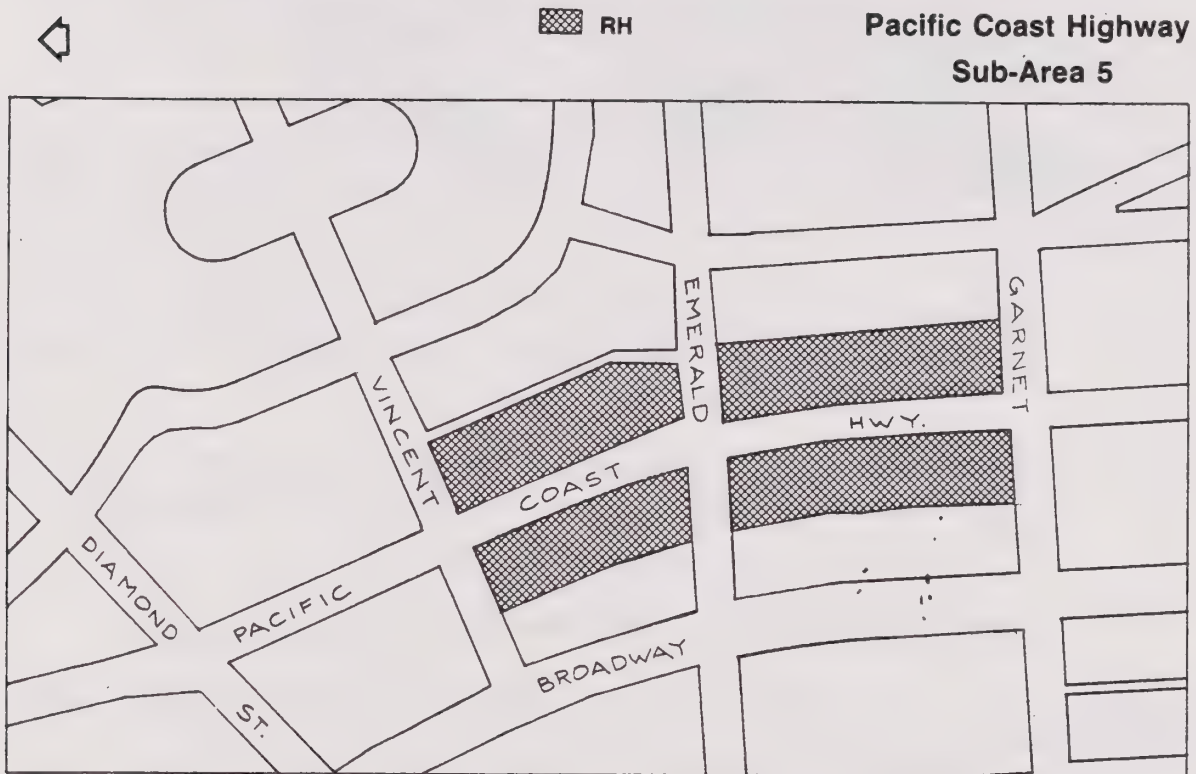 RH
Pacific Coast Highway
Sub-Area 5
EMERALD
GARNET
VINCENT
HWY.
COAST
DIAMOND
ST.
PACIFIC
BROADWAY